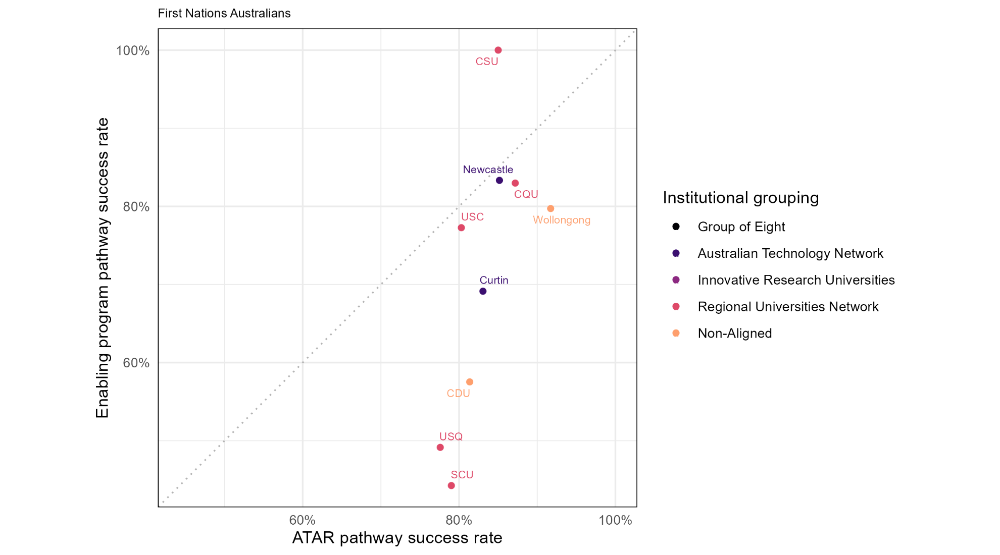 First Nations Australians
100%
80%
60%
Enabling program pathway success rate
CSU
Newcastle
CQU
Wollongong
USC
Curtin
CDU
USQ
SCU
60%
80%
100%
ATAR pathway success rate
Institutional grouping
Group of Eight
Australian Technology Network
Innovative Research Universities
Regional Universities Network
Non-Aligned